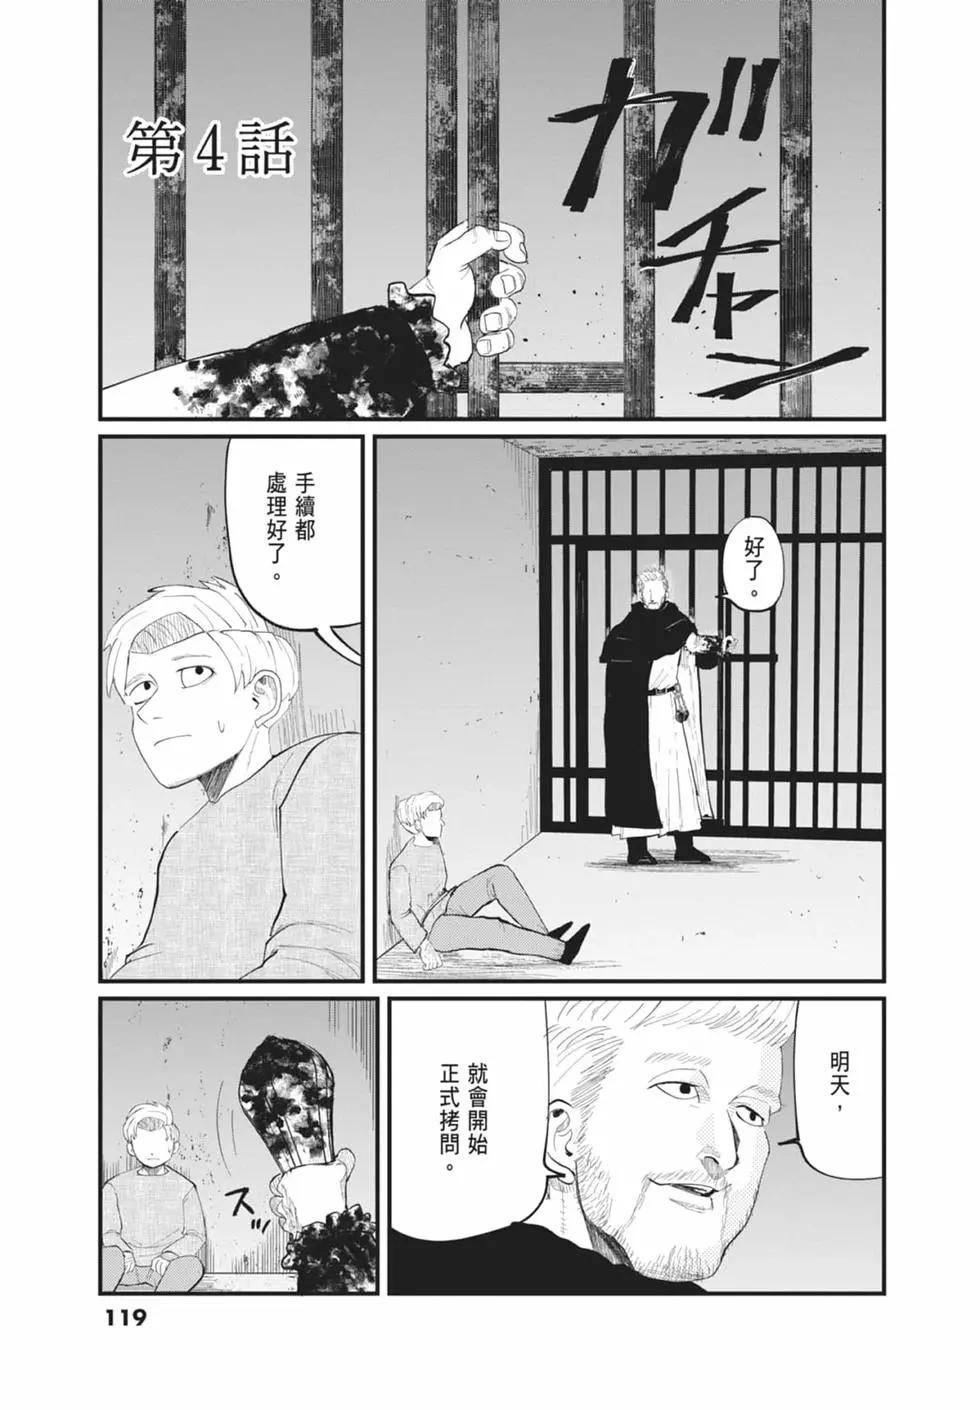 第4話
ガチャン
好了。
手續都
處理好了。
明天，
就會開始
正式拷問。
スッ
119